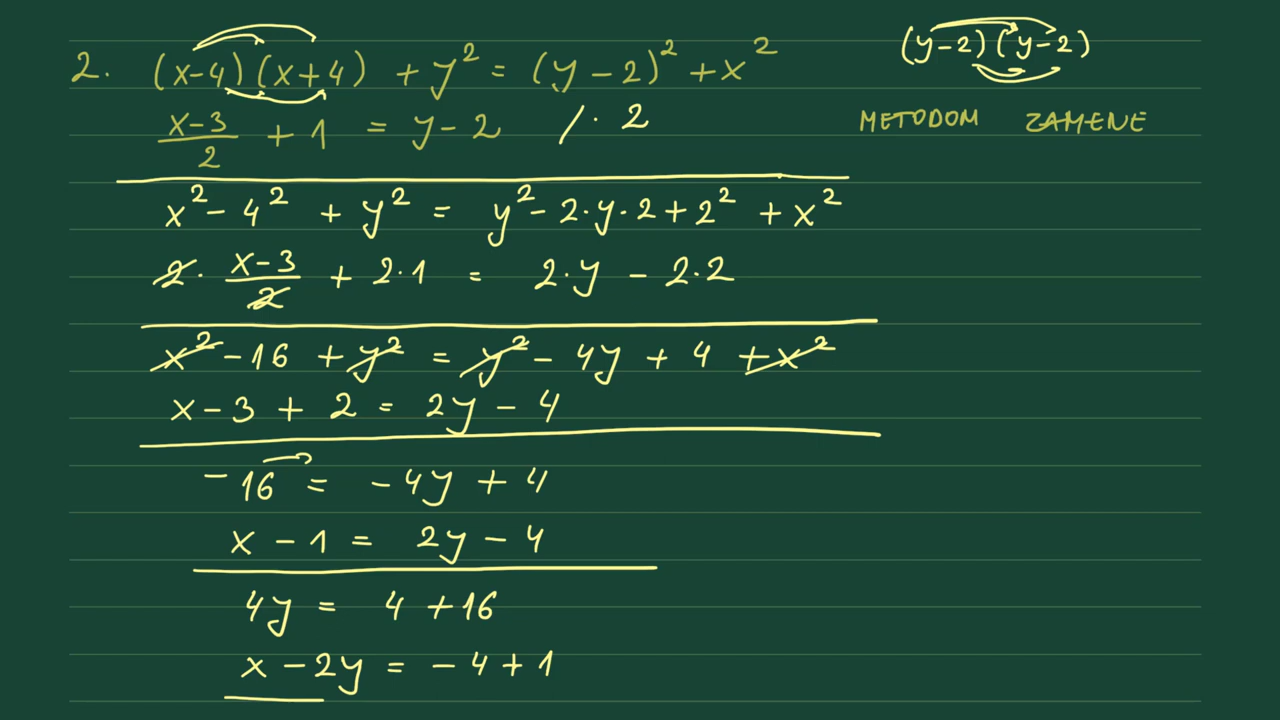 2. (x-4)(x+4) + y² = (y-2)² + x²
(y-2)(y-2)
(x-3)/2 + 1 = y-2 /·2
METODOM ZAMENE
x² - 4² + y² = y² - 2·y·2 + 2² + x²
2· (x-3)/2 + 2·1 = 2·y - 2·2
x² - 16 + y² = y² - 4y + 4 + x²
x - 3 + 2 = 2y - 4
-16 = -4y + 4
x - 1 = 2y - 4
4y = 4 + 16
x - 2y = -4 + 1